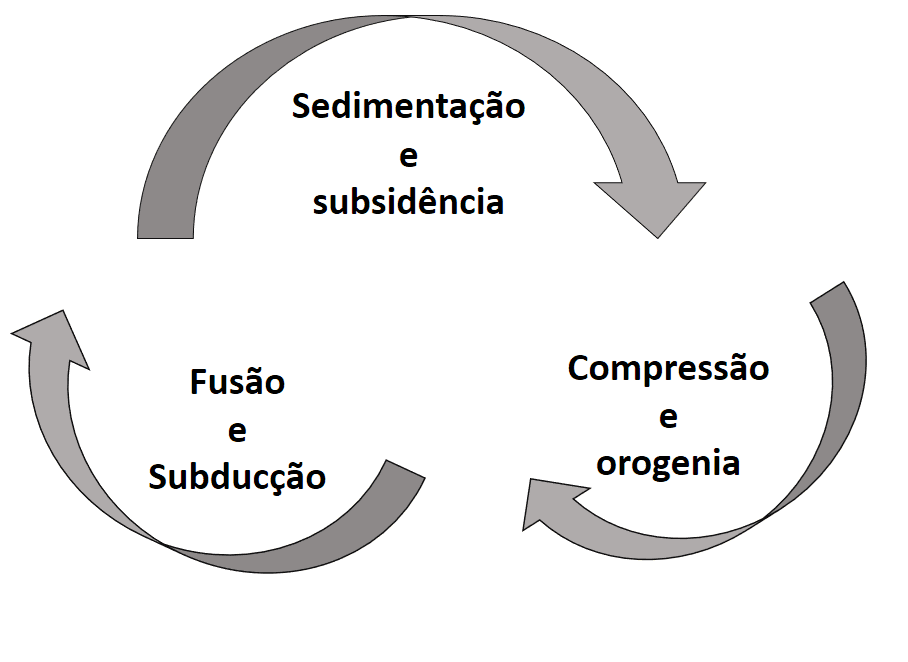 Sedimentação
e
subsidência
Compressão
e
orogenia
Fusão
e
Subducção